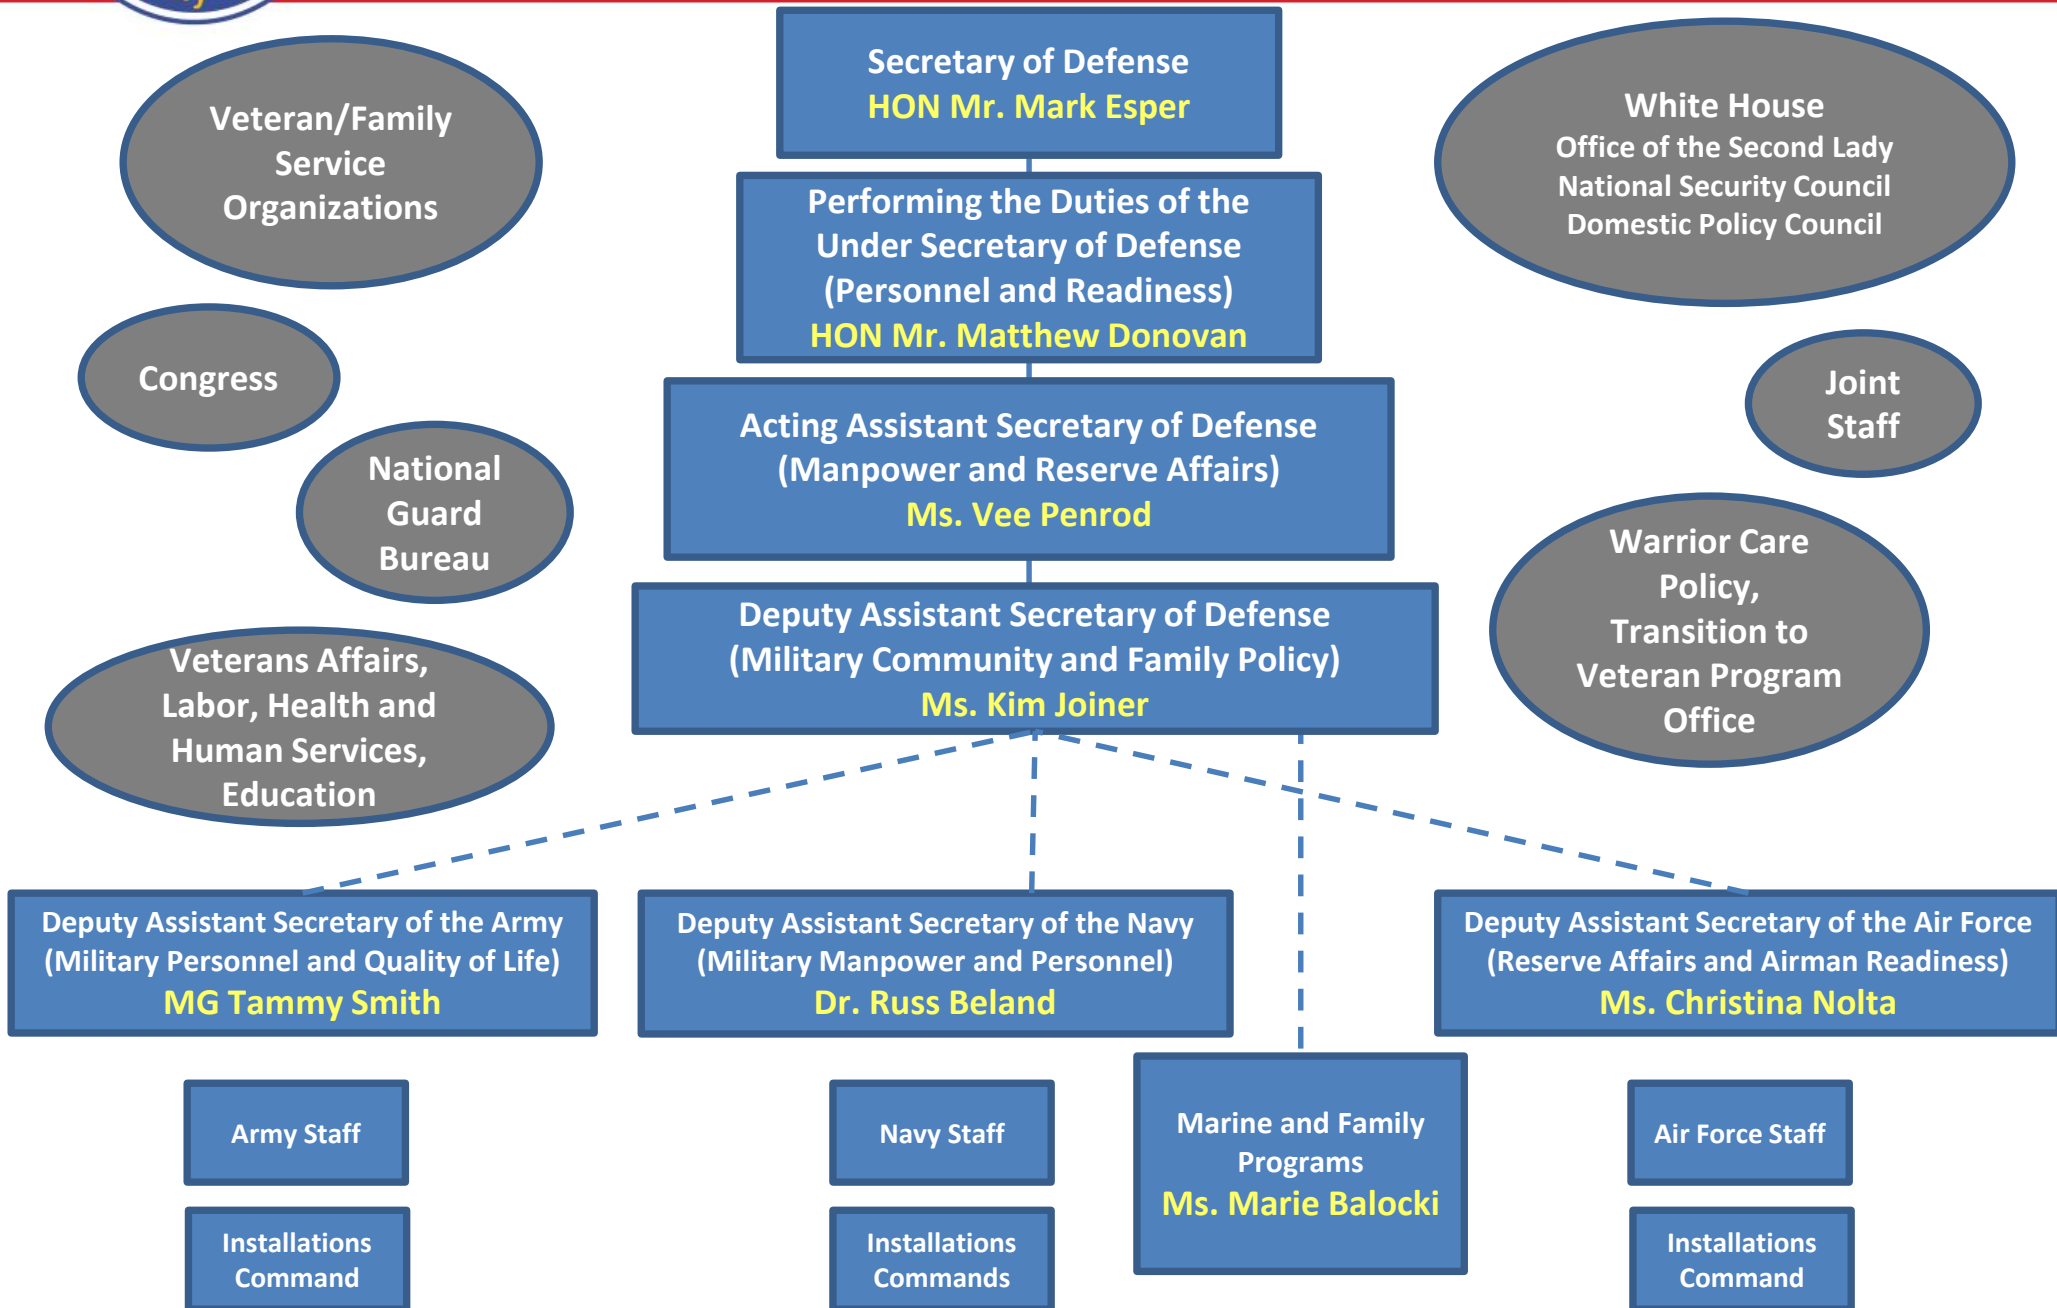 Secretary of Defense
HON Mr. Mark Esper
Veteran/Family
Service
Organizations
White House
Office of the Second Lady
National Security Council
Domestic Policy Council
Performing the Duties of the
Under Secretary of Defense
(Personnel and Readiness)
HON Mr. Matthew Donovan
Congress
Joint
Staff
Acting Assistant Secretary of Defense
(Manpower and Reserve Affairs)
Ms. Vee Penrod
National
Guard
Bureau
Warrior Care
Policy,
Transition to
Veteran Program
Office
Deputy Assistant Secretary of Defense
(Military Community and Family Policy)
Ms. Kim Joiner
Veterans Affairs,
Labor, Health and
Human Services,
Education
Deputy Assistant Secretary of the Army
(Military Personnel and Quality of Life)
MG Tammy Smith
Deputy Assistant Secretary of the Navy
(Military Manpower and Personnel)
Dr. Russ Beland
Deputy Assistant Secretary of the Air Force
(Reserve Affairs and Airman Readiness)
Ms. Christina Nolta
Army Staff
Navy Staff
Marine and Family
Programs
Ms. Marie Balocki
Air Force Staff
Installations
Command
Installations
Commands
Installations
Command